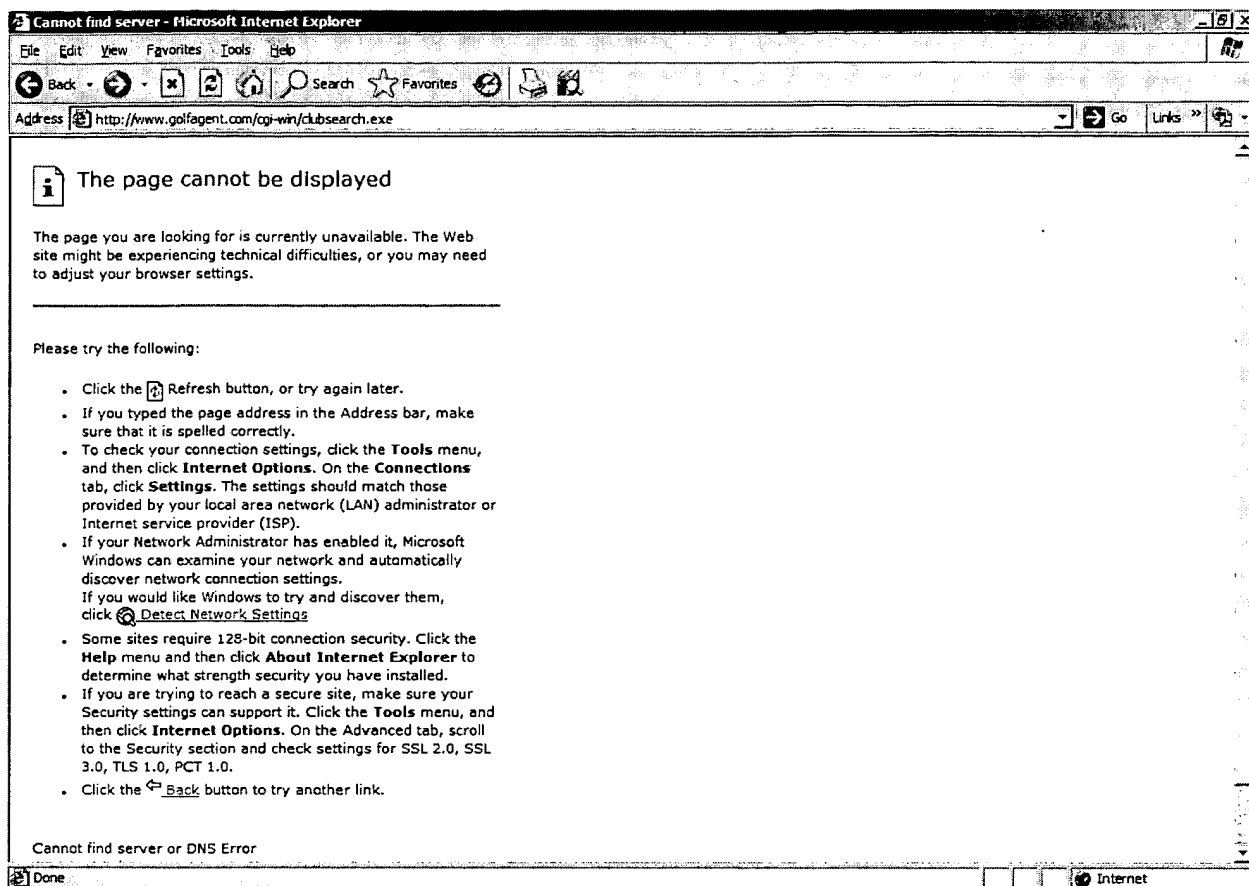 Cannot find server - Microsoft Internet Explorer
File Edit View Favorites Tools Help
Back Search Favorites
Address http://www.golfagent.com/cgi-win/clubsearch.exe Go Links »
The page cannot be displayed
The page you are looking for is currently unavailable. The Web
site might be experiencing technical difficulties, or you may need
to adjust your browser settings.
Please try the following:
• Click the Refresh button, or try again later.
• If you typed the page address in the Address bar, make
sure that it is spelled correctly.
• To check your connection settings, click the Tools menu,
and then click Internet Options. On the Connections
tab, click Settings. The settings should match those
provided by your local area network (LAN) administrator or
Internet service provider (ISP).
• If your Network Administrator has enabled it, Microsoft
Windows can examine your network and automatically
discover network connection settings.
If you would like Windows to try and discover them,
click Detect Network Settings
• Some sites require 128-bit connection security. Click the
Help menu and then click About Internet Explorer to
determine what strength security you have installed.
• If you are trying to reach a secure site, make sure your
Security settings can support it. Click the Tools menu, and
then click Internet Options. On the Advanced tab, scroll
to the Security section and check settings for SSL 2.0, SSL
3.0, TLS 1.0, PCT 1.0.
• Click the Back button to try another link.
Cannot find server or DNS Error
Done Internet